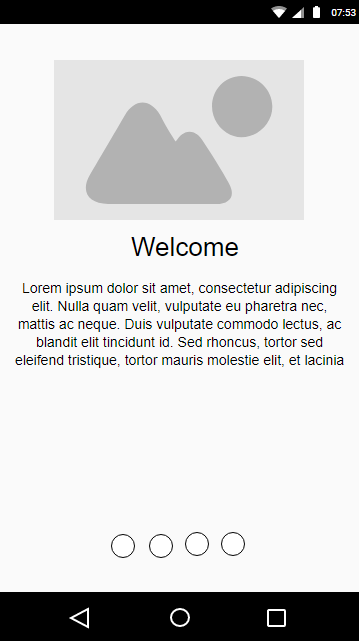 07:53
Welcome
Lorem ipsum dolor sit amet, consectetur adipiscing
elit. Nulla quam velit, vulputate eu pharetra nec,
mattis ac neque. Duis vulputate commodo lectus, ac
blandit elit tincidunt id. Sed rhoncus, tortor sed
eleifend tristique, tortor mauris molestie elit, et lacinia